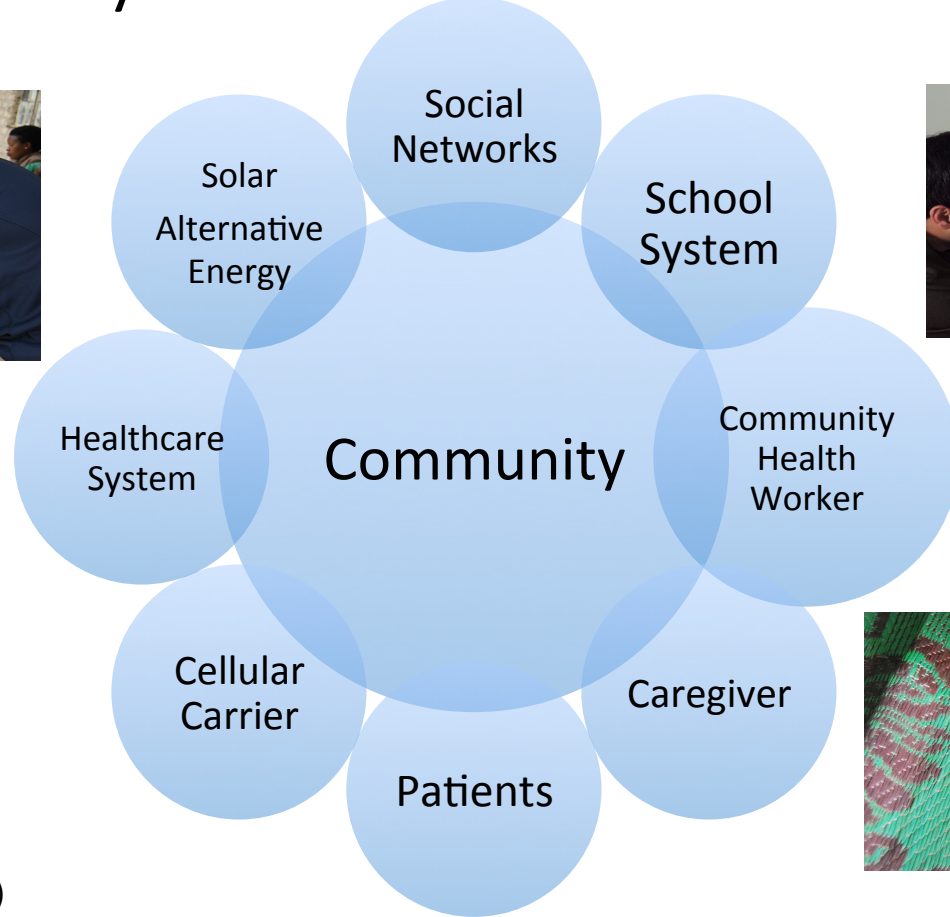 Social
Networks
School
System
Community
Health
Worker
Caregiver
Patients
Cellular
Carrier
Healthcare
System
Solar
Alternative
Energy
Community